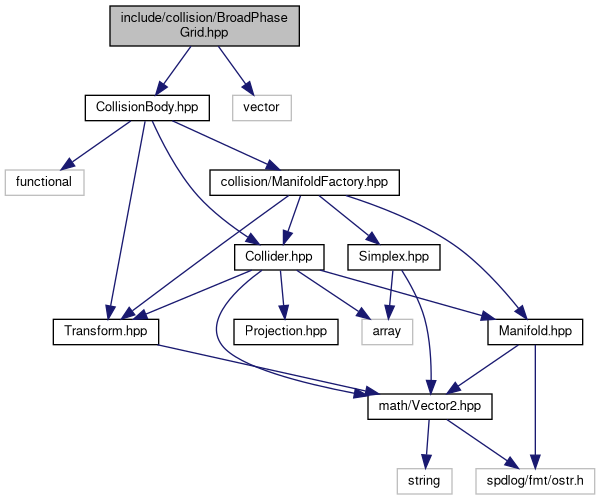 include/collision/BroadPhase
Grid.hpp
CollisionBody.hpp
vector
functional
collision/ManifoldFactory.hpp
Collider.hpp
Simplex.hpp
Transform.hpp
Projection.hpp
array
Manifold.hpp
math/Vector2.hpp
string
spdlog/fmt/ostr.h